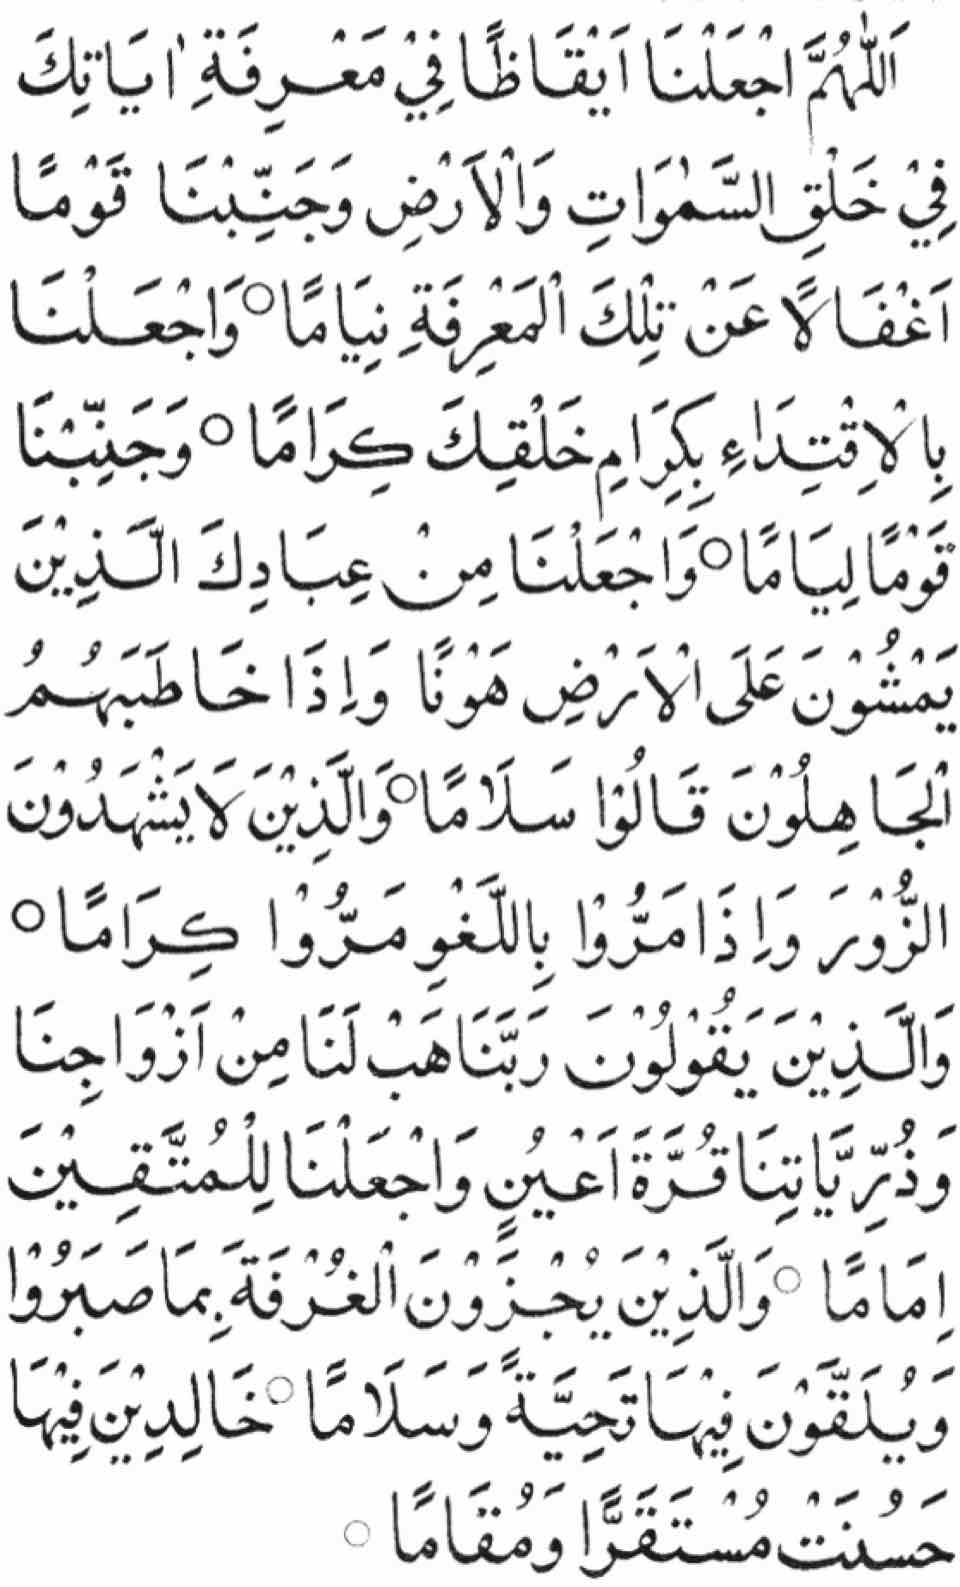 اَللّٰهُمَّ اجْعَلْنَا اَيْقَاظًا فِيْ مَعْرِفَةِ اٰيَاتِكَ
فِيْ خَلْقِ السَّمٰوَاتِ وَالْاَرْضِ وَجَنِّبْنَا قَوْمًا
اَغْفَالًا عَنْ تِلْكَ الْمَعْرِفَةِ نِيَامًا ○ وَاجْعَلْنَا
بِالْاِقْتِدَاءِ بِكِرَامِ خَلْقِكَ كِرَامًا ○ وَجَنِّبْنَا
قَوْمًا لِيَامًا ○ وَاجْعَلْنَا مِنْ عِبَادِكَ الَّذِيْنَ
يَمْشُوْنَ عَلَى الْاَرْضِ هَوْنًا وَاِذَا خَاطَبَهُمُ
الْجَاهِلُوْنَ قَالُوْا سَلَامًا ○ وَالَّذِيْنَ لَا يَشْهَدُوْنَ
الزُّوْرَ وَاِذَا مَرُّوْا بِاللَّغْوِ مَرُّوْا كِرَامًا ○
وَالَّذِيْنَ يَقُوْلُوْنَ رَبَّنَا هَبْ لَنَا مِنْ اَزْوَاجِنَا
وَذُرِّيَّاتِنَا قُرَّةَ اَعْيُنٍ وَاجْعَلْنَا لِلْمُتَّقِيْنَ
اِمَامًا ○ وَالَّذِيْنَ يُجْزَوْنَ الْغُرْفَةَ بِمَا صَبَرُوْا
وَيُلَقَّوْنَ فِيْهَا تَحِيَّةً وَسَلَامًا ○ خَالِدِيْنَ فِيْهَا
حَسُنَتْ مُسْتَقَرًّا وَمُقَامًا ○